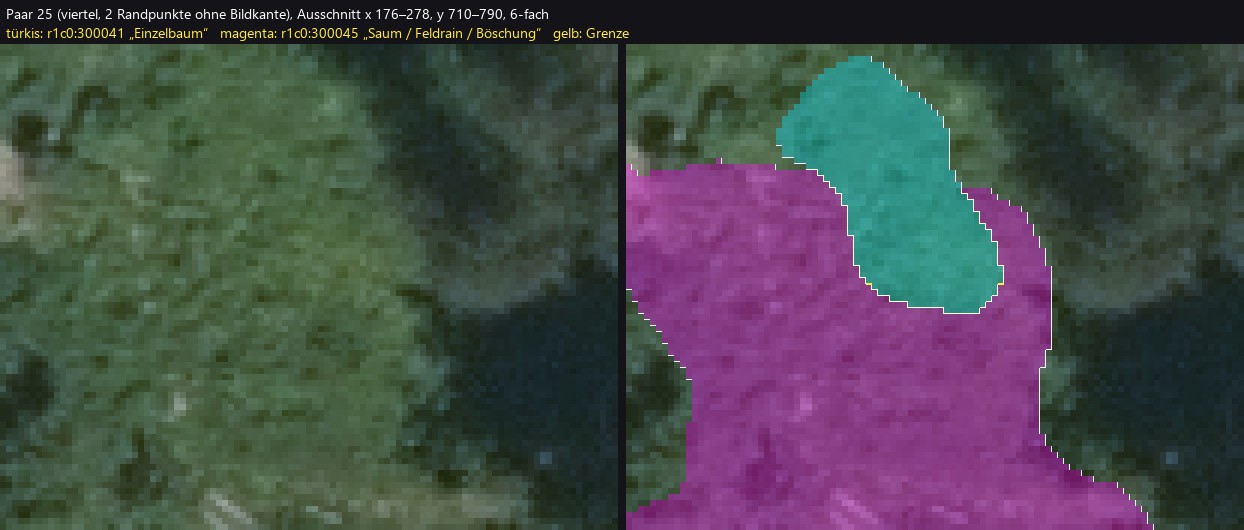 Paar 25 (viertel, 2 Randpunkte ohne Bildkante), Ausschnitt x 176–278, y 710–790, 6-fach
türkis: r1c0:300041 „Einzelbaum“ magenta: r1c0:300045 „Saum / Feldrain / Böschung“ gelb: Grenze